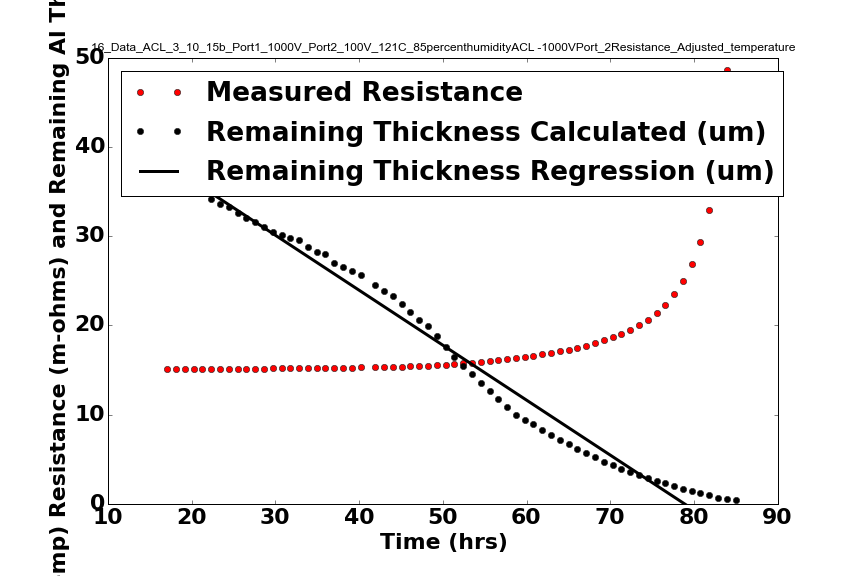 16_Data_ACL_3_10_15b_Port1_1000V_Port2_100V_121C_85percenthumidityACL -1000VPort_2Resistance_Adjusted_temperature
Measured Resistance
Remaining Thickness Calculated (um)
Remaining Thickness Regression (um)
50
40
30
20
10
0
10 20 30 40 50 60 70 80 90
Time (hrs)
mp) Resistance (m-ohms) and Remaining Al Th